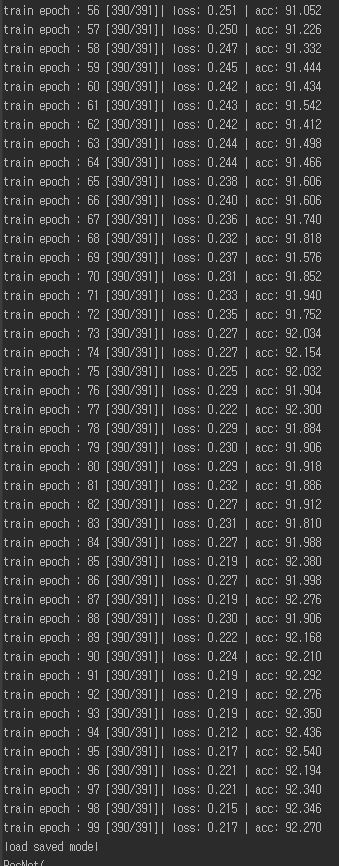 train epoch : 56 [390/391]| loss: 0.251 | acc: 91.052
train epoch : 57 [390/391]| loss: 0.250 | acc: 91.226
train epoch : 58 [390/391]| loss: 0.247 | acc: 91.332
train epoch : 59 [390/391]| loss: 0.245 | acc: 91.444
train epoch : 60 [390/391]| loss: 0.242 | acc: 91.434
train epoch : 61 [390/391]| loss: 0.243 | acc: 91.542
train epoch : 62 [390/391]| loss: 0.242 | acc: 91.412
train epoch : 63 [390/391]| loss: 0.244 | acc: 91.498
train epoch : 64 [390/391]| loss: 0.244 | acc: 91.466
train epoch : 65 [390/391]| loss: 0.238 | acc: 91.606
train epoch : 66 [390/391]| loss: 0.240 | acc: 91.606
train epoch : 67 [390/391]| loss: 0.236 | acc: 91.740
train epoch : 68 [390/391]| loss: 0.232 | acc: 91.818
train epoch : 69 [390/391]| loss: 0.237 | acc: 91.576
train epoch : 70 [390/391]| loss: 0.231 | acc: 91.852
train epoch : 71 [390/391]| loss: 0.233 | acc: 91.940
train epoch : 72 [390/391]| loss: 0.235 | acc: 91.752
train epoch : 73 [390/391]| loss: 0.227 | acc: 92.034
train epoch : 74 [390/391]| loss: 0.227 | acc: 92.154
train epoch : 75 [390/391]| loss: 0.225 | acc: 92.032
train epoch : 76 [390/391]| loss: 0.229 | acc: 91.904
train epoch : 77 [390/391]| loss: 0.222 | acc: 92.300
train epoch : 78 [390/391]| loss: 0.229 | acc: 91.884
train epoch : 79 [390/391]| loss: 0.230 | acc: 91.906
train epoch : 80 [390/391]| loss: 0.229 | acc: 91.918
train epoch : 81 [390/391]| loss: 0.232 | acc: 91.886
train epoch : 82 [390/391]| loss: 0.227 | acc: 91.912
train epoch : 83 [390/391]| loss: 0.231 | acc: 91.810
train epoch : 84 [390/391]| loss: 0.227 | acc: 91.988
train epoch : 85 [390/391]| loss: 0.219 | acc: 92.380
train epoch : 86 [390/391]| loss: 0.227 | acc: 91.998
train epoch : 87 [390/391]| loss: 0.219 | acc: 92.276
train epoch : 88 [390/391]| loss: 0.230 | acc: 91.906
train epoch : 89 [390/391]| loss: 0.222 | acc: 92.168
train epoch : 90 [390/391]| loss: 0.224 | acc: 92.210
train epoch : 91 [390/391]| loss: 0.219 | acc: 92.292
train epoch : 92 [390/391]| loss: 0.219 | acc: 92.276
train epoch : 93 [390/391]| loss: 0.219 | acc: 92.350
train epoch : 94 [390/391]| loss: 0.212 | acc: 92.436
train epoch : 95 [390/391]| loss: 0.217 | acc: 92.540
train epoch : 96 [390/391]| loss: 0.221 | acc: 92.194
train epoch : 97 [390/391]| loss: 0.221 | acc: 92.340
train epoch : 98 [390/391]| loss: 0.215 | acc: 92.346
train epoch : 99 [390/391]| loss: 0.217 | acc: 92.270
load saved model
ResNet(